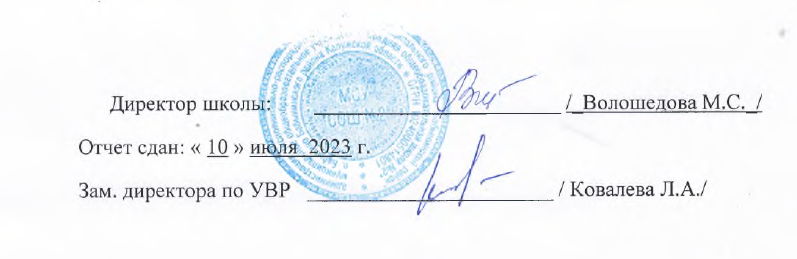 Директор школы: / Волошедова М.С. /
Отчет сдан: « 10 » июля 2023 г.
Зам. директора по УВР / Ковалева Л.А./